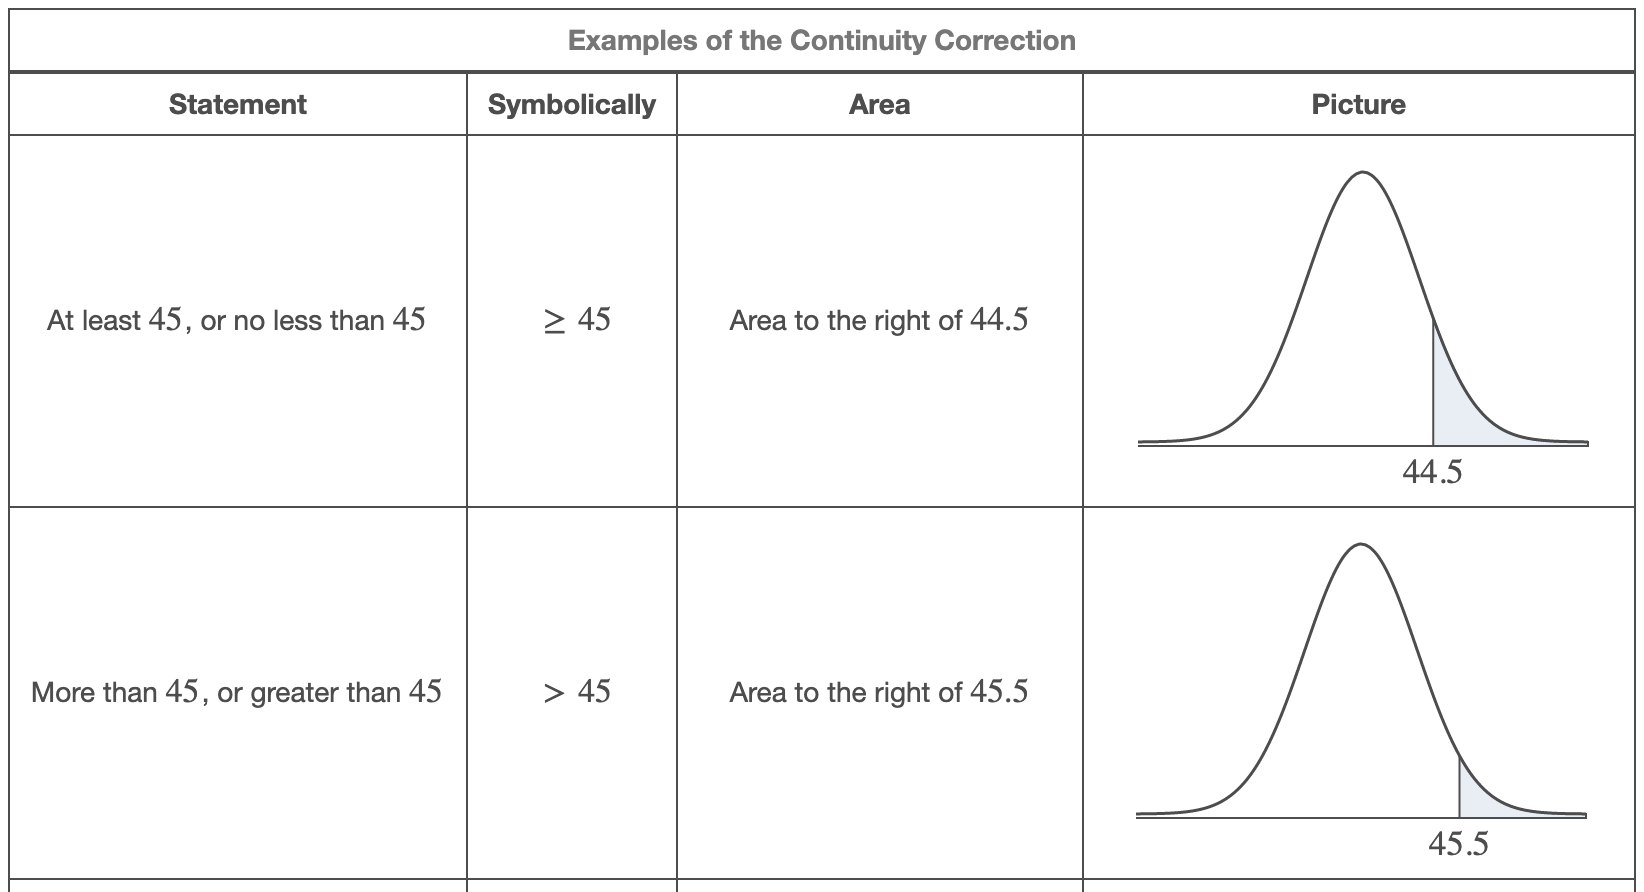 Examples of the Continuity Correction
Statement Symbolically Area Picture
At least 45, or no less than 45 ≥ 45 Area to the right of 44.5
44.5
More than 45, or greater than 45 > 45 Area to the right of 45.5
45.5